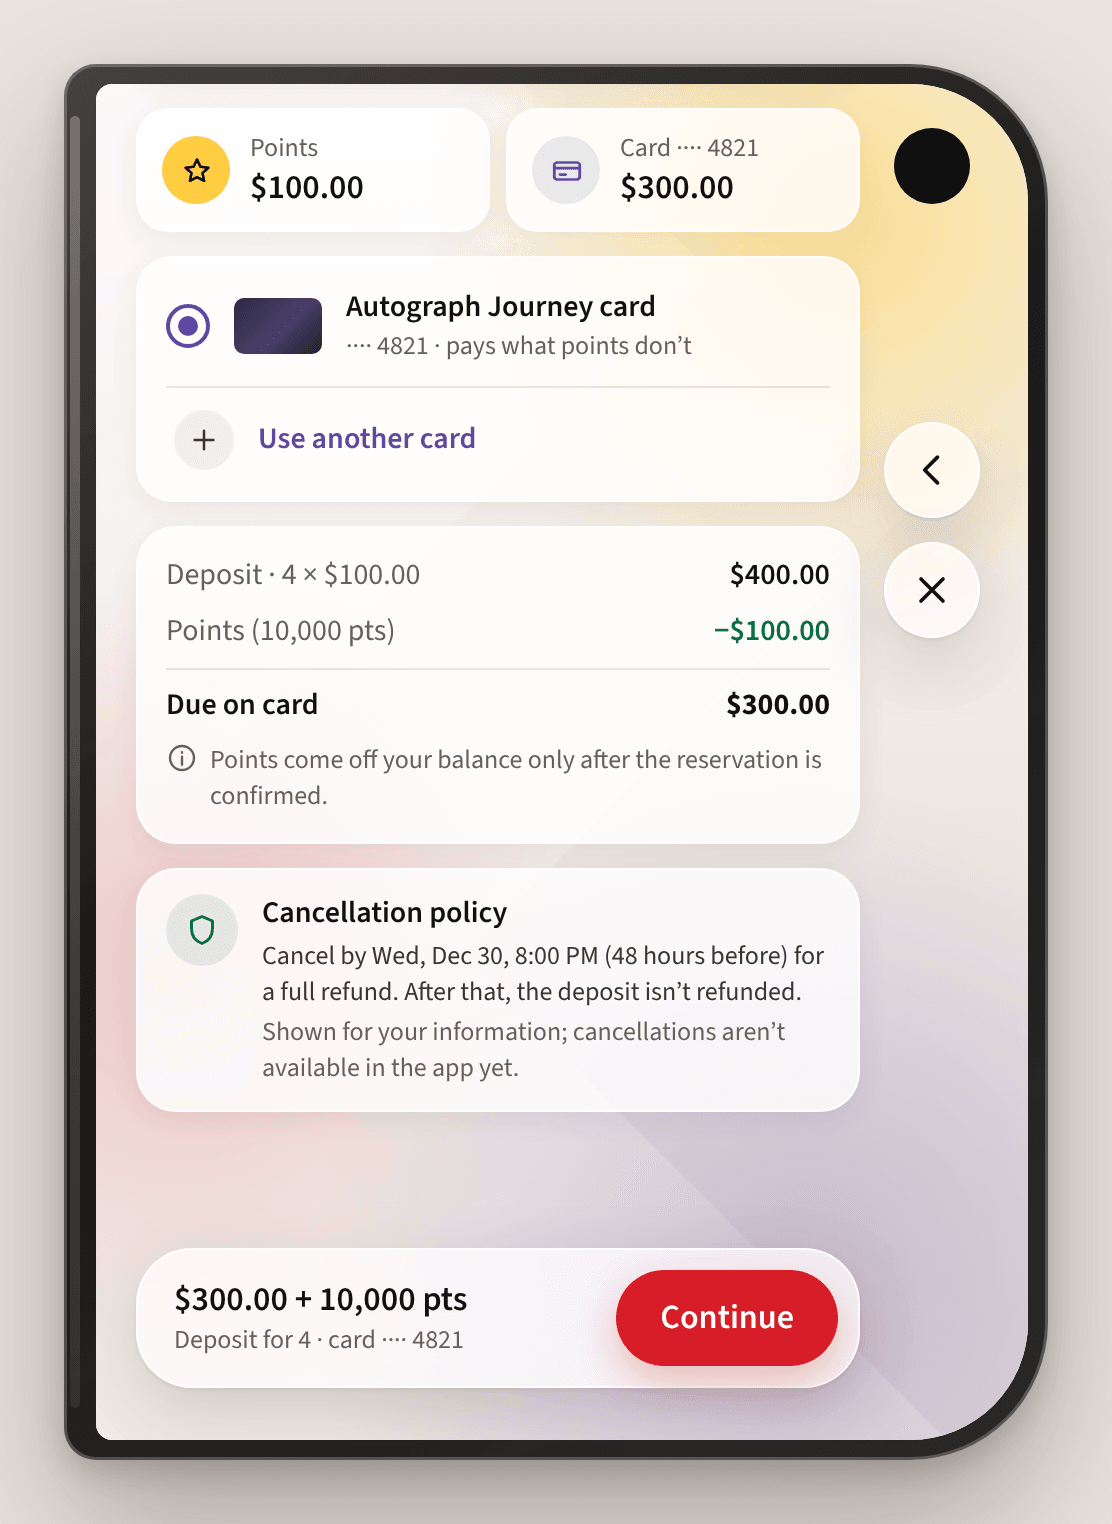 Points
$100.00
Card ···· 4821
$300.00
Autograph Journey card
···· 4821 · pays what points don’t
Use another card
Deposit · 4 × $100.00 $400.00
Points (10,000 pts) −$100.00
Due on card $300.00
Points come off your balance only after the reservation is
confirmed.
Cancellation policy
Cancel by Wed, Dec 30, 8:00 PM (48 hours before) for
a full refund. After that, the deposit isn’t refunded.
Shown for your information; cancellations aren’t
available in the app yet.
$300.00 + 10,000 pts
Deposit for 4 · card ···· 4821
Continue